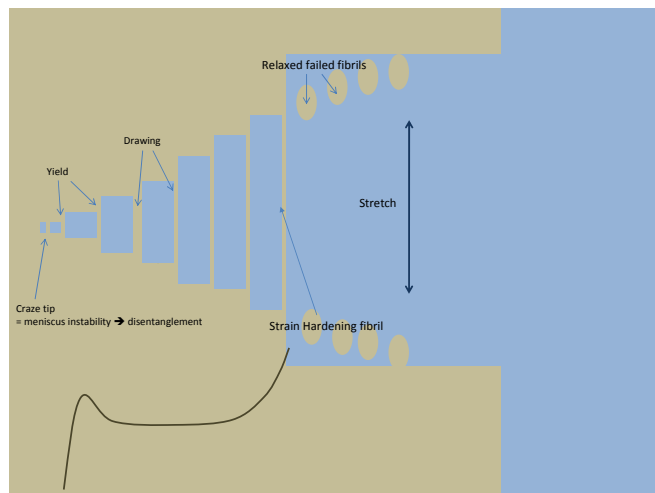 Relaxed failed fibrils
Drawing
Yield
Stretch
Craze tip
= meniscus instability ➔ disentanglement
Strain Hardening fibril